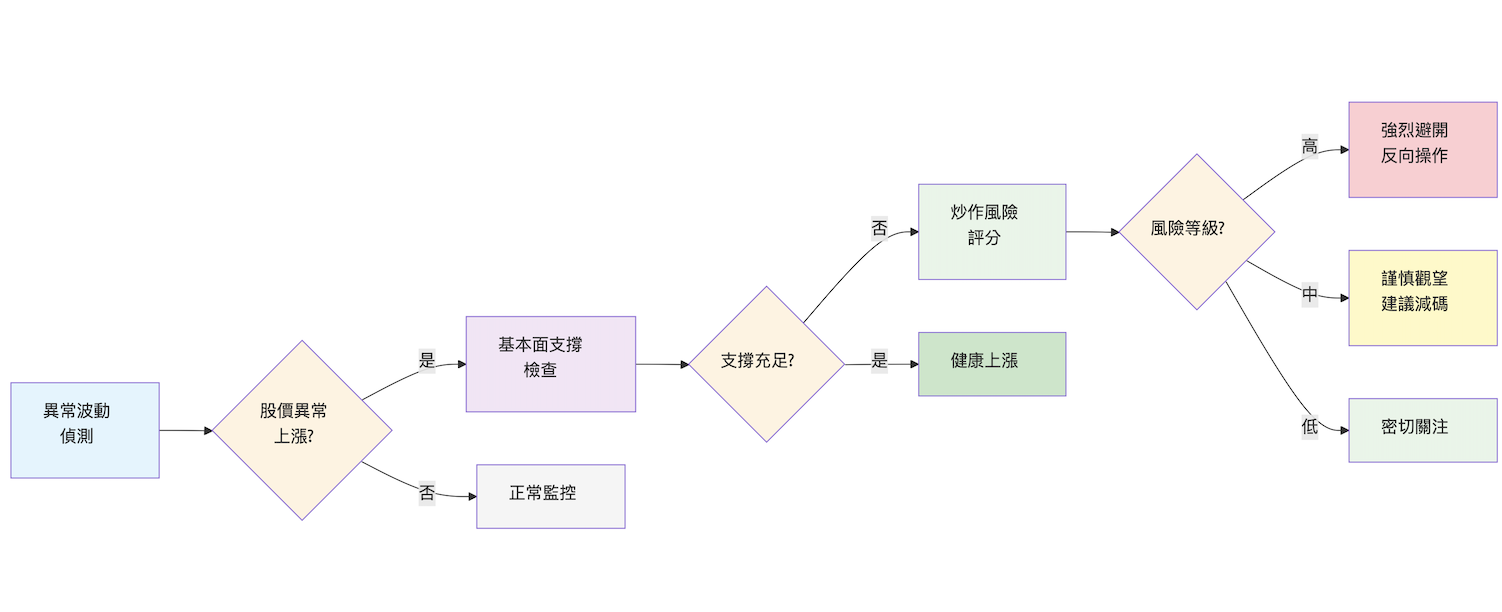 異常波動
偵測
股價異常
上漲?
是
否
基本面支撐
檢查
正常監控
支撐充足?
否
是
炒作風險
評分
健康上漲
風險等級?
高
中
低
強烈避開
反向操作
謹慎觀望
建議減碼
密切關注